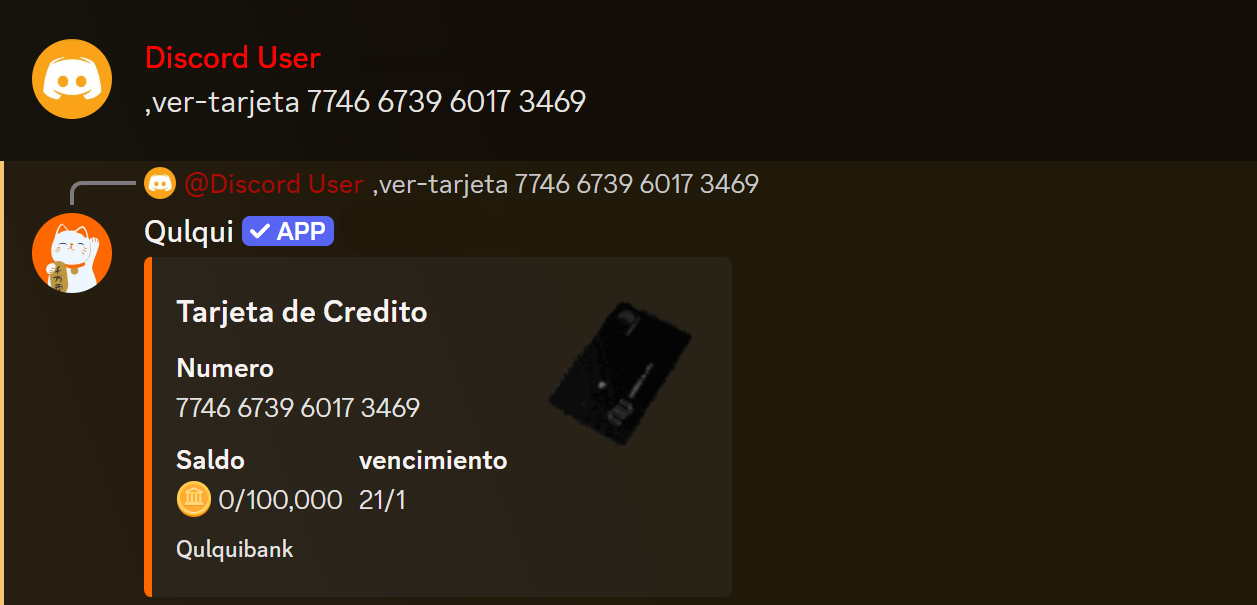 Discord User
,ver-tarjeta 7746 6739 6017 3469
@Discord User ,ver-tarjeta 7746 6739 6017 3469
Qulqui APP
Tarjeta de Credito
Numero
7746 6739 6017 3469
Saldo vencimiento
0/100,000 21/1
Qulquibank